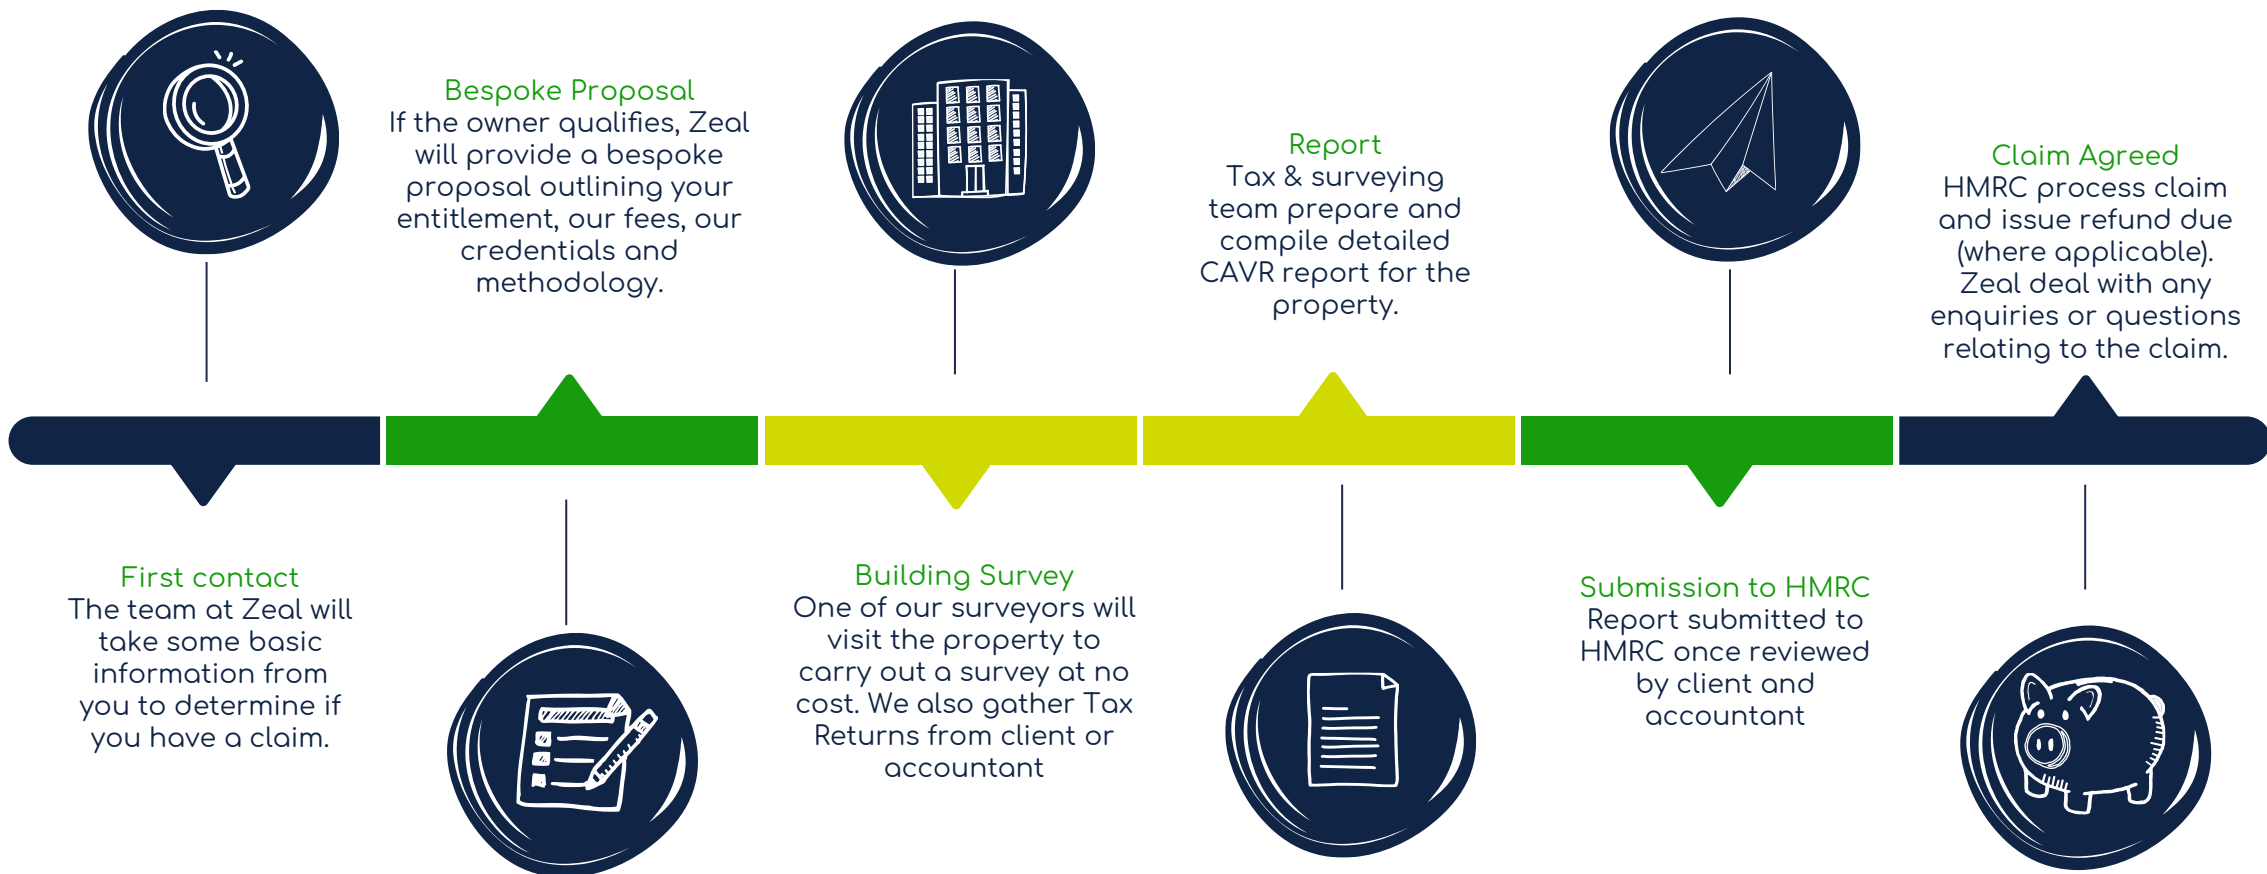 First contact
The team at Zeal will
take some basic
information from
you to determine if
you have a claim.
Bespoke Proposal
If the owner qualifies, Zeal
will provide a bespoke
proposal outlining your
entitlement, our fees, our
credentials and
methodology.
Building Survey
One of our surveyors will
visit the property to
carry out a survey at no
cost. We also gather Tax
Returns from client or
accountant
Report
Tax & surveying
team prepare and
compile detailed
CAVR report for the
property.
Submission to HMRC
Report submitted to
HMRC once reviewed
by client and
accountant
Claim Agreed
HMRC process claim
and issue refund due
(where applicable).
Zeal deal with any
enquiries or questions
relating to the claim.